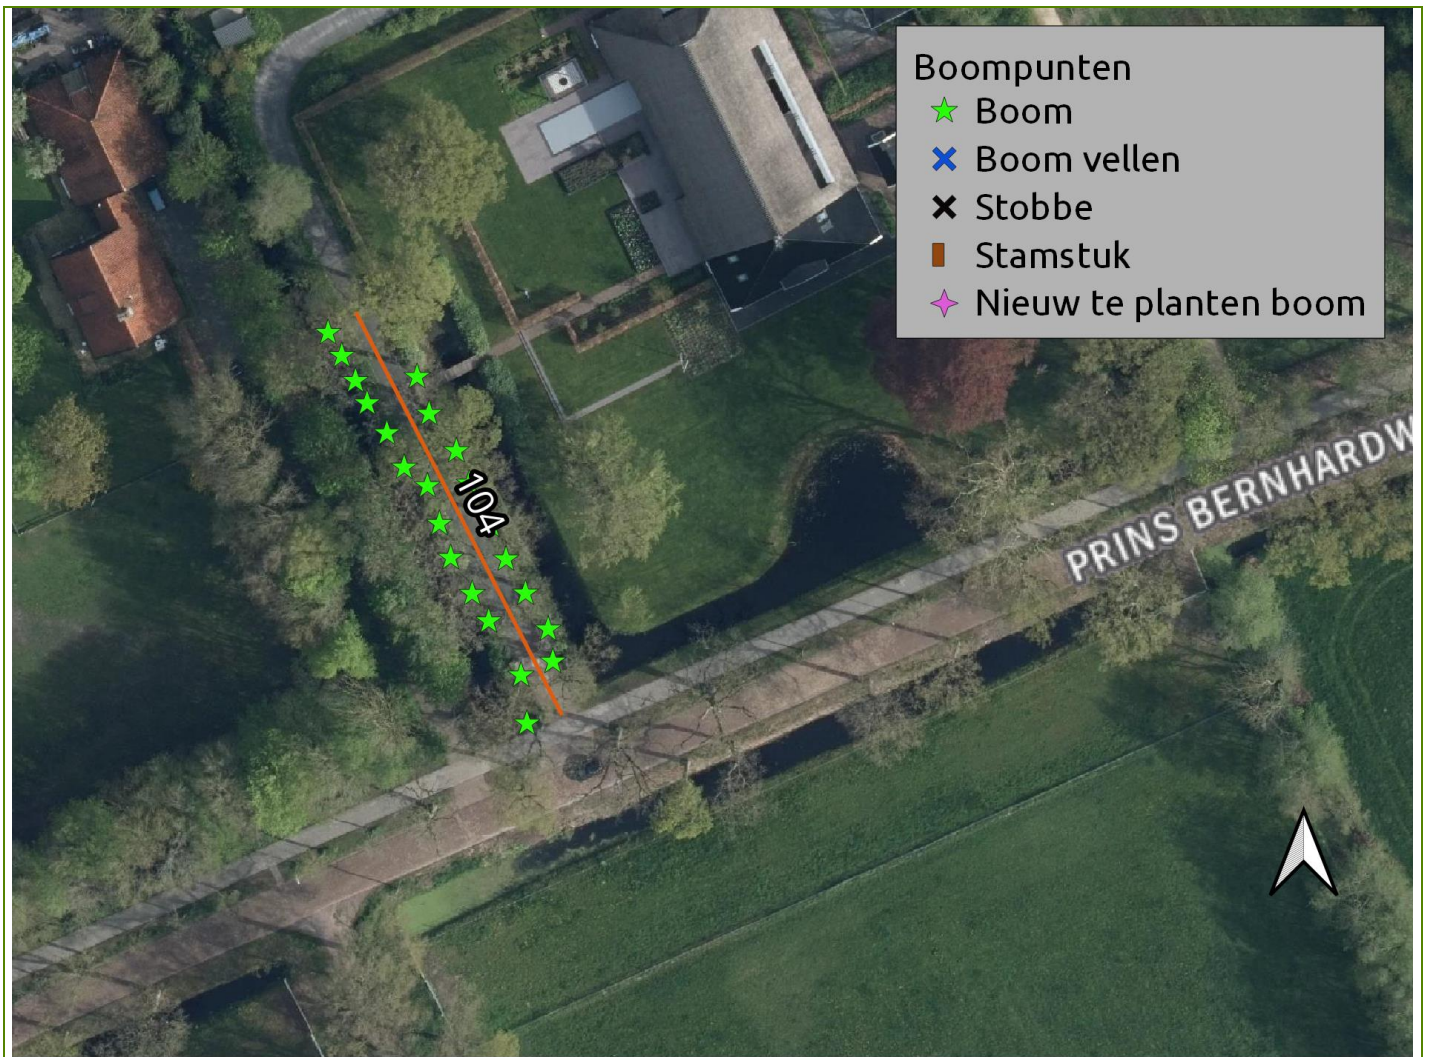 Boompunten
Boom
Boom vellen
Stobbe
Stamstuk
Nieuw te planten boom
PRINS BERNHARDW
104